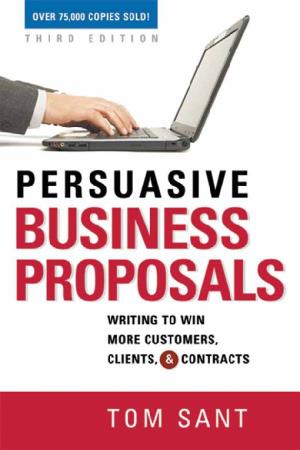 OVER 75,000 COPIES SOLD!
THIRD EDITION
PERSUASIVE
BUSINESS
PROPOSALS
WRITING TO WIN
MORE CUSTOMERS,
CLIENTS, & CONTRACTS
TOM SANT